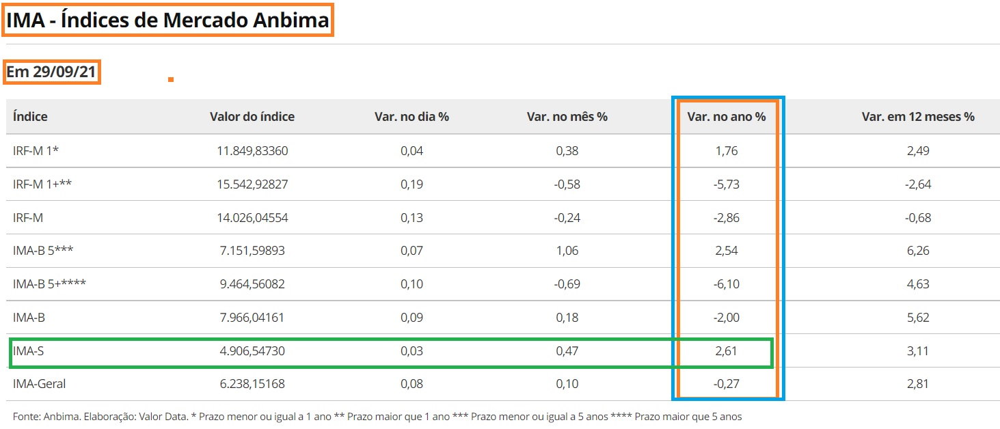 IMA - Índices de Mercado Anbima
Em 29/09/21
Índice Valor do índice Var. no dia % Var. no mês % Var. no ano % Var. em 12 meses %
IRF-M 1* 11.849,83360 0,04 0,38 1,76 2,49
IRF-M 1+** 15.542,92827 0,19 -0,58 -5,73 -2,64
IRF-M 14.026,04554 0,13 -0,24 -2,86 -0,68
IMA-B 5*** 7.151,59893 0,07 1,06 2,54 6,26
IMA-B 5+**** 9.464,56082 0,10 -0,69 -6,10 4,63
IMA-B 7.966,04161 0,09 0,18 -2,00 5,62
IMA-S 4.906,54730 0,03 0,47 2,61 3,11
IMA-Geral 6.238,15168 0,08 0,10 -0,27 2,81
Fonte: Anbima. Elaboração: Valor Data. * Prazo menor ou igual a 1 ano ** Prazo maior que 1 ano *** Prazo menor ou igual a 5 anos **** Prazo maior que 5 anos